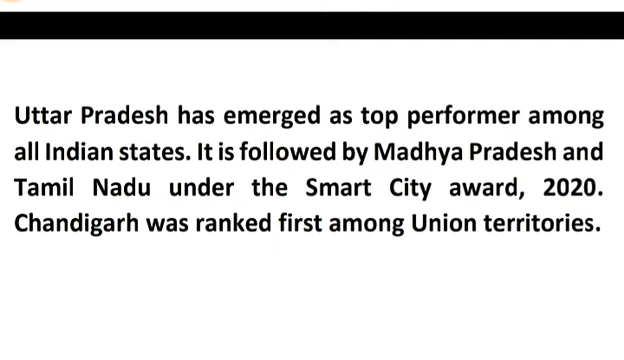 Uttar Pradesh has emerged as top performer among
all Indian states. It is followed by Madhya Pradesh and
Tamil Nadu under the Smart City award, 2020.
Chandigarh was ranked first among Union territories.